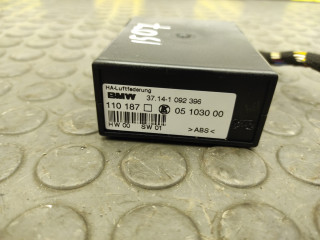 HA-Luftfederung
BMW 37.14-1 092 396
110 187 05 1030 00
HW 00 SW 01 >ABS<